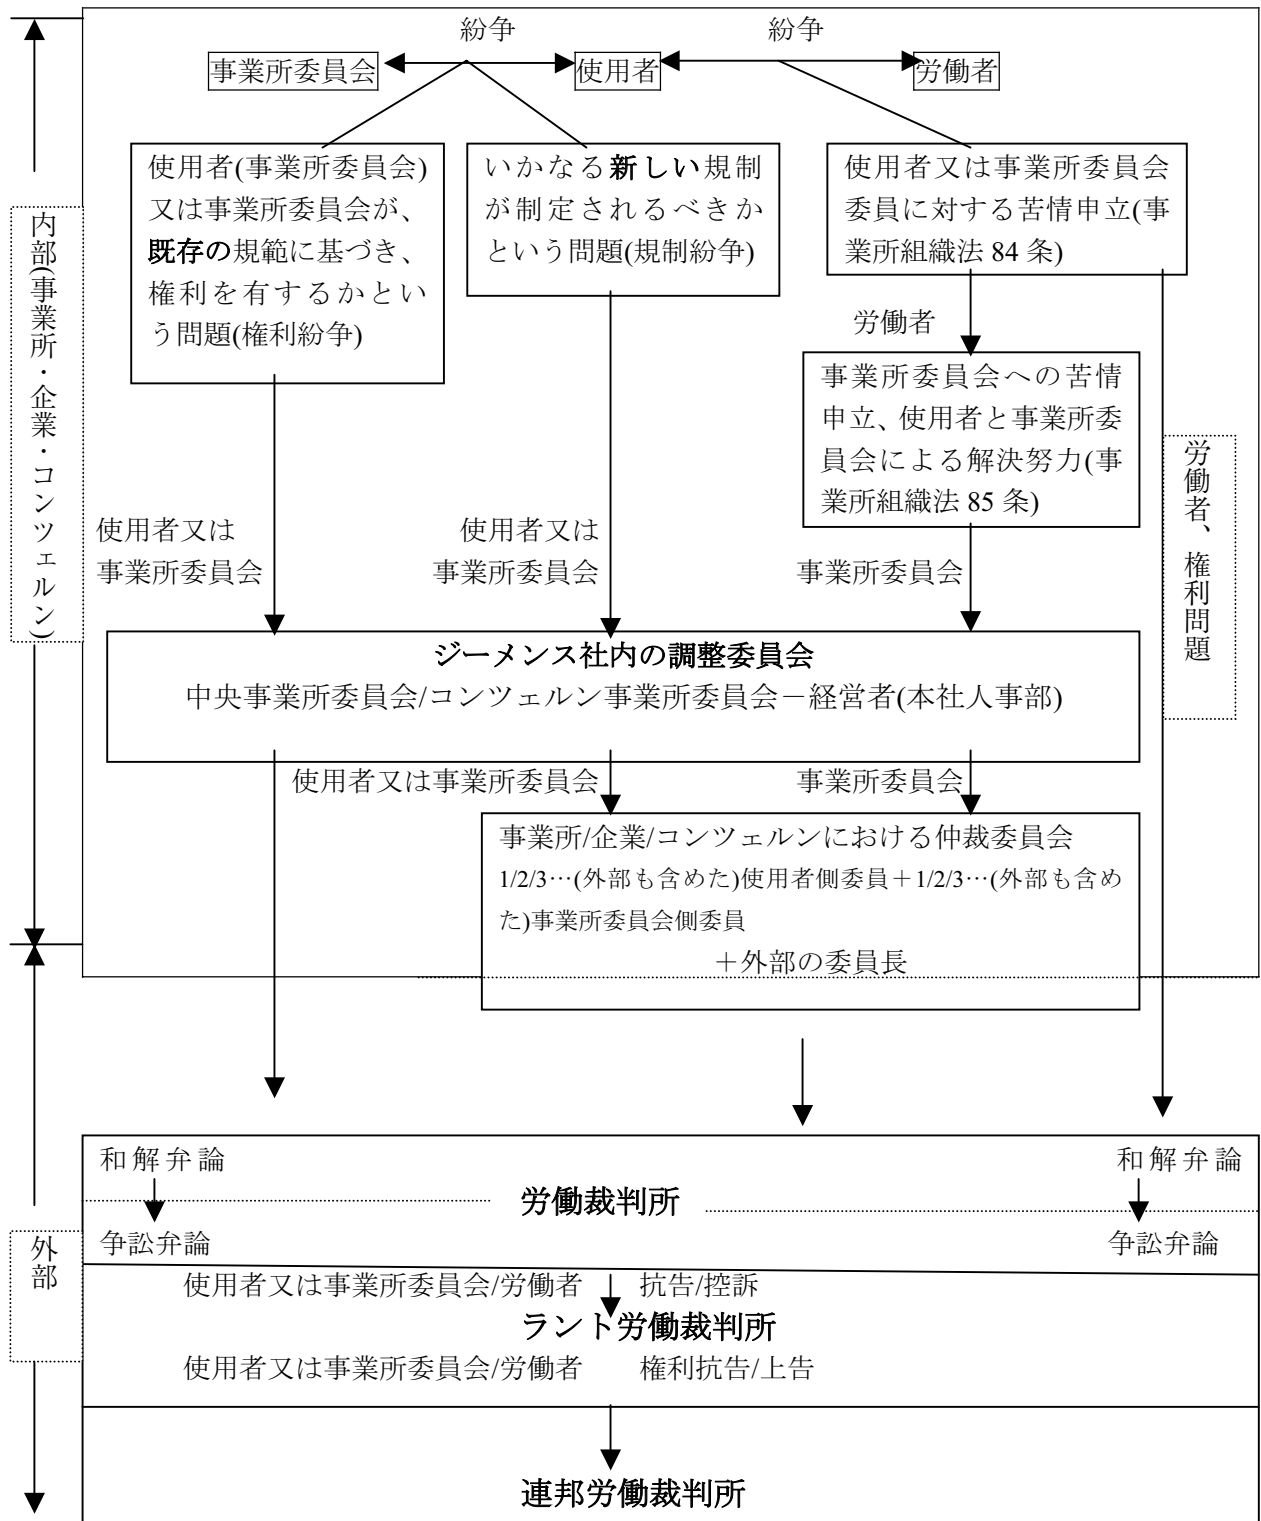 紛争
紛争
事業所委員会
使用者
労働者
使用者(事業所委員会)
又は事業所委員会が、
既存の規範に基づき、
権利を有するかとい
う問題(権利紛争)
いかなる新しい規制
が制定されるべきか
という問題(規制紛争)
使用者又は事業所委員会
委員に対する苦情申立(事
業所組織法 84 条)
労働者
事業所委員会への苦情
申立、使用者と事業所委
員会による解決努力(事
業所組織法 85 条)
内部(事業所・企業・コンツェルン)
労働者、権利問題
使用者又は
事業所委員会
使用者又は
事業所委員会
事業所委員会
ジーメンス社内の調整委員会
中央事業所委員会/コンツェルン事業所委員会－経営者(本社人事部)
使用者又は事業所委員会
事業所委員会
事業所/企業/コンツェルンにおける仲裁委員会
1/2/3…(外部も含めた)使用者側委員＋1/2/3…(外部も含め
た)事業所委員会側委員
＋外部の委員長
外部
和解弁論
和解弁論
労働裁判所
争訟弁論
争訟弁論
使用者又は事業所委員会/労働者
抗告/控訴
ラント労働裁判所
使用者又は事業所委員会/労働者
権利抗告/上告
連邦労働裁判所